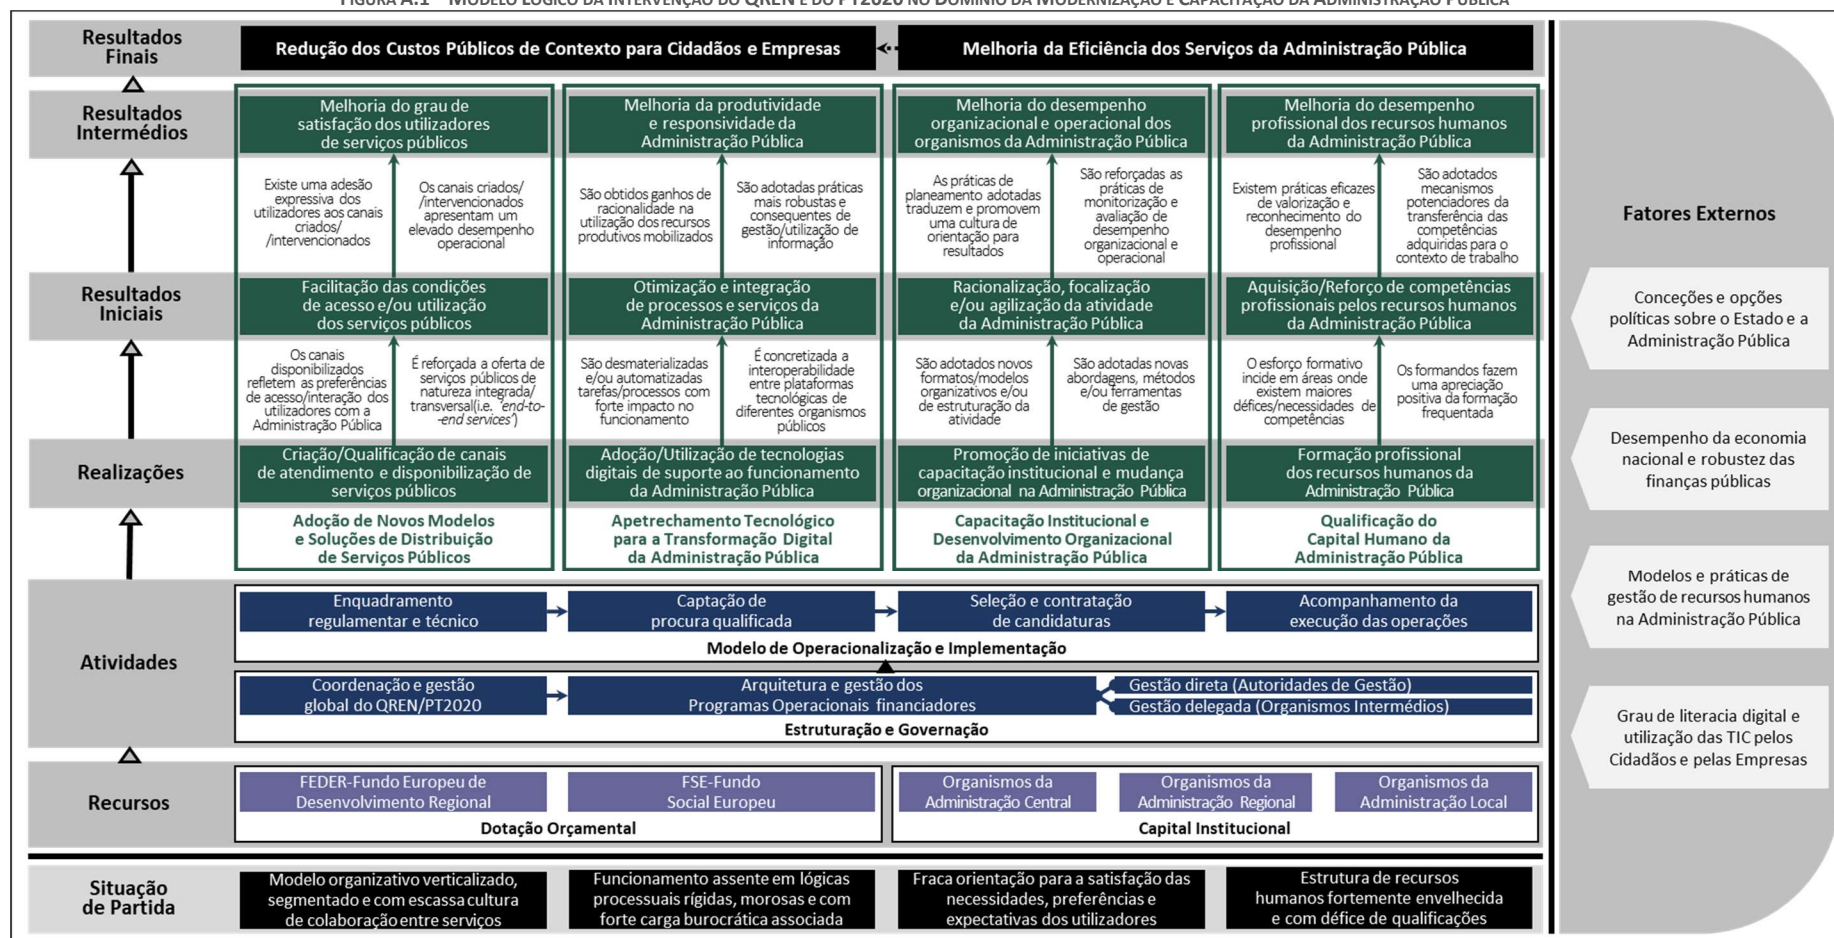 FIGURA A.1 – MODELO LÓGICO DA INTERVENÇÃO DO QREN E DO PT2020 NO DOMÍNIO DA MODERNIZAÇÃO E CAPACITAÇÃO DA ADMINISTRAÇÃO PÚBLICA
Resultados
Finais
Redução dos Custos Públicos de Contexto para Cidadãos e Empresas
Melhoria da Eficiência dos Serviços da Administração Pública
Resultados
Intermédios
Melhoria do grau de
satisfação dos utilizadores
de serviços públicos
Melhoria da produtividade
e responsividade da
Administração Pública
Melhoria do desempenho
organizacional e operacional dos
organismos da Administração Pública
Melhoria do desempenho
profissional dos recursos humanos
da Administração Pública
Existe uma adesão
expressiva dos
utilizadores aos canais
criados/
/intervencionados
Os canais criados/
/intervencionados
apresentam um
elevado desempenho
operacional
São obtidos ganhos de
racionalidade na
utilização dos recursos
produtivos mobilizados
São adotadas práticas
mais robustas e
consequentes de
gestão/utilização de
informação
As práticas de
planeamento adotadas
traduzem e promovem
uma cultura de
orientação para
resultados
São reforçadas as
práticas de
monitorização e
avaliação de
desempenho
organizacional e
operacional
Existem práticas eficazes
de valorização e
reconhecimento do
desempenho
profissional
São adotados
mecanismos
potenciadores da
transferência das
competências
adquiridas para o
contexto de trabalho
Resultados
Iniciais
Facilitação das condições
de acesso e/ou utilização
dos serviços públicos
Otimização e integração
de processos e serviços da
Administração Pública
Racionalização, focalização
e/ou agilização da atividade
da Administração Pública
Aquisição/Reforço de competências
profissionais pelos recursos humanos
da Administração Pública
Os canais
disponibilizados
refletem as preferências
de acesso/interação dos
utilizadores com a
Administração Pública
É reforçada a oferta de
serviços públicos de
natureza integrada/
transversal(i.e. "end-to-
-end services")
São desmaterializadas
e/ou automatizadas
tarefas/processos com
forte impacto no
funcionamento
É concretizada a
interoperabilidade
entre plataformas
tecnológicas de
diferentes organismos
públicos
São adotados novos
formatos/modelos
organizativos e/ou
de estruturação da
atividade
São adotadas novas
abordagens, métodos
e/ou ferramentas
de gestão
O esforço formativo
incide em áreas onde
existem maiores
défices/necessidades de
competências
Os formandos fazem
uma apreciação
positiva da formação
frequentada
Realizações
Criação/Qualificação de canais
de atendimento e disponibilização de
serviços públicos
Adoção/Utilização de tecnologias
digitais de suporte ao funcionamento
da Administração Pública
Promoção de iniciativas de
capacitação institucional e mudança
organizacional na Administração Pública
Formação profissional
dos recursos humanos da
Administração Pública
Adoção de Novos Modelos
e Soluções de Distribuição
de Serviços Públicos
Apetrechamento Tecnológico
para a Transformação Digital
da Administração Pública
Capacitação Institucional e
Desenvolvimento Organizacional
da Administração Pública
Qualificação do
Capital Humano da
Administração Pública
Atividades
Enquadramento
regulamentar e técnico
Captação de
procura qualificada
Seleção e contratação
de candidaturas
Acompanhamento da
execução das operações
Modelo de Operacionalização e Implementação
Coordenação e gestão
global do QREN/PT2020
Arquitetura e gestão dos
Programas Operacionais financiadores
Gestão direta (Autoridades de Gestão)
Gestão delegada (Organismos Intermédios)
Estruturação e Governação
Recursos
FEDER-Fundo Europeu de
Desenvolvimento Regional
FSE-Fundo
Social Europeu
Dotação Orçamental
Organismos da
Administração Central
Organismos da
Administração Regional
Organismos da
Administração Local
Capital Institucional
Situação
de Partida
Modelo organizativo verticalizado,
segmentado e com escassa cultura
de colaboração entre serviços
Funcionamento assente em lógicas
processuais rígidas, morosas e com
forte carga burocrática associada
Fraca orientação para a satisfação das
necessidades, preferências e
expectativas dos utilizadores
Estrutura de recursos
humanos fortemente envelhecida
e com défice de qualificações
Fatores Externos
Conceções e opções
políticas sobre o Estado e a
Administração Pública
Desempenho da economia
nacional e robustez das
finanças públicas
Modelos e práticas de
gestão de recursos humanos
na Administração Pública
Grau de literacia digital e
utilização das TIC pelos
Cidadãos e pelas Empresas